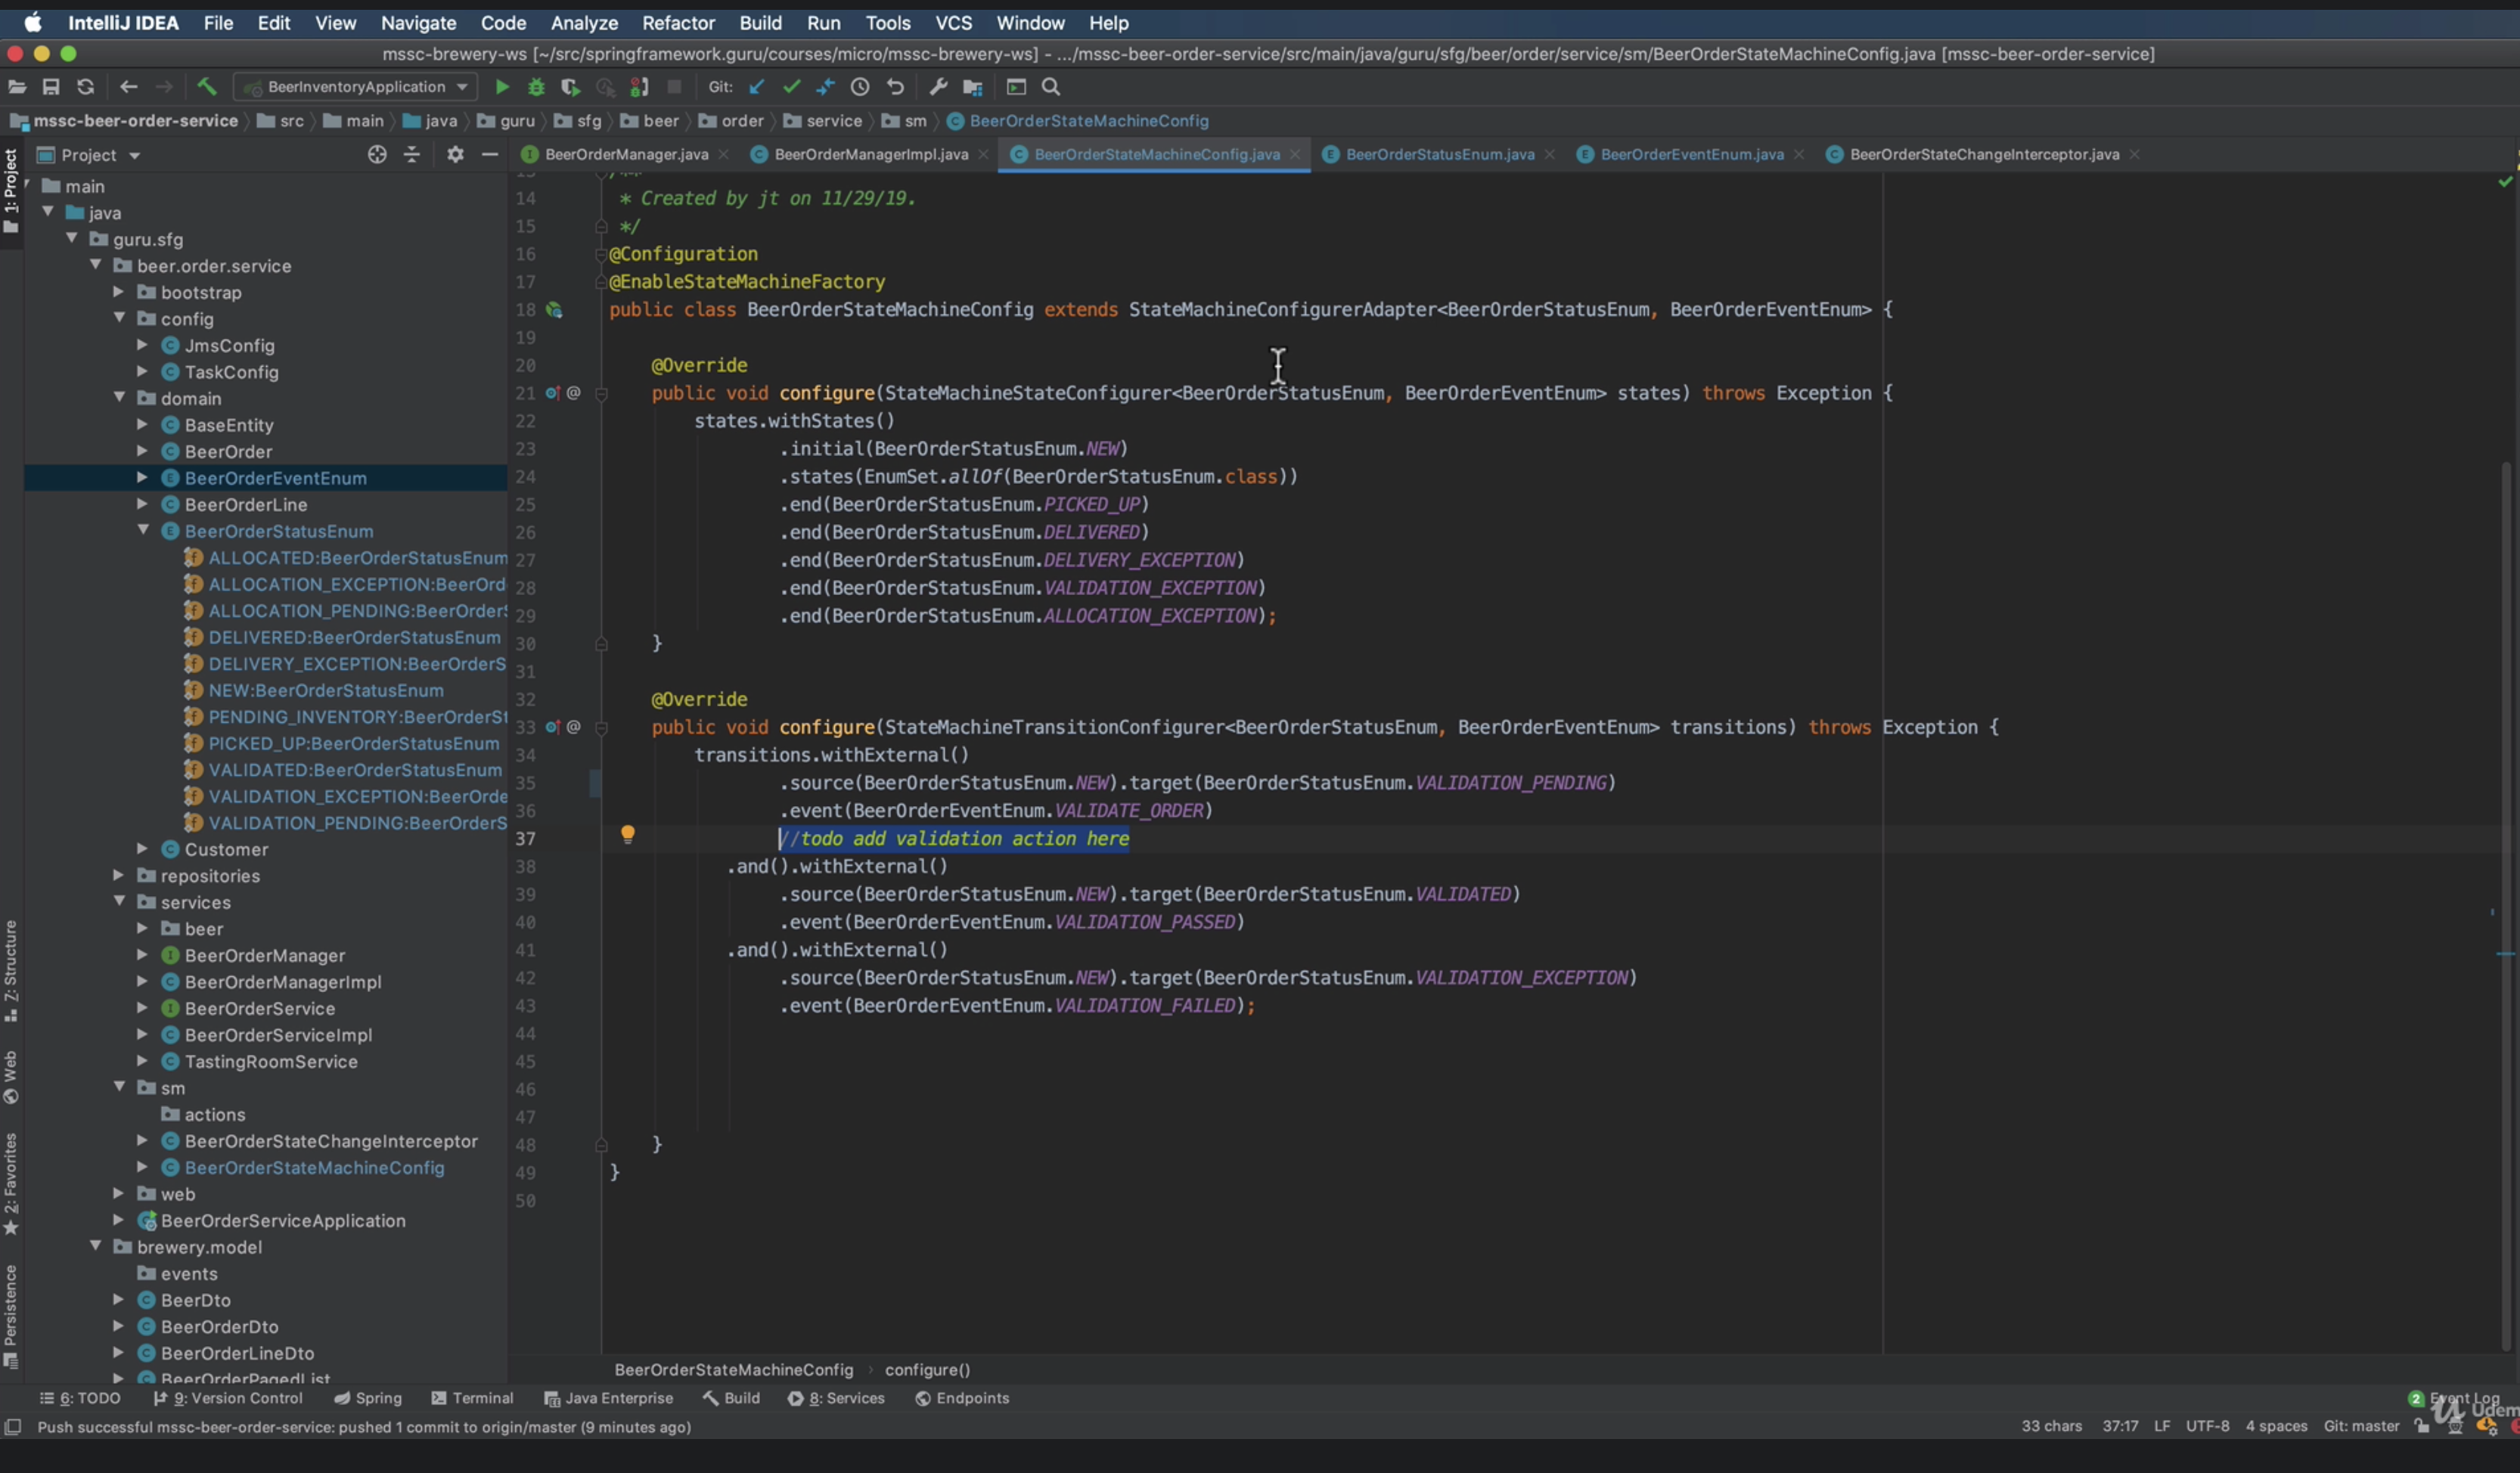 IntelliJ IDEA File Edit View Navigate Code Analyze Refactor Build Run Tools VCS Window Help
mssc-brewery-ws [~/src/springframework.guru/courses/micro/mssc-brewery-ws] - .../mssc-beer-order-service/src/main/java/guru/sfg/beer/order/service/sm/BeerOrderStateMachineConfig.java [mssc-beer-order-service]
BeerInventoryApplication Git:
mssc-beer-order-service src main java guru sfg beer order service sm BeerOrderStateMachineConfig
Project
BeerOrderManager.java BeerOrderManagerImpl.java BeerOrderStateMachineConfig.java BeerOrderStatusEnum.java BeerOrderEventEnum.java BeerOrderStateChangeInterceptor.java
1: Project
Z: Structure
Web
2: Favorites
Persistence
main
java
guru.sfg
beer.order.service
bootstrap
config
JmsConfig
TaskConfig
domain
BaseEntity
BeerOrder
BeerOrderEventEnum
BeerOrderLine
BeerOrderStatusEnum
ALLOCATED:BeerOrderStatusEnum
ALLOCATION_EXCEPTION:BeerOrd
ALLOCATION_PENDING:BeerOrderS
DELIVERED:BeerOrderStatusEnum
DELIVERY_EXCEPTION:BeerOrderS
NEW:BeerOrderStatusEnum
PENDING_INVENTORY:BeerOrderSt
PICKED_UP:BeerOrderStatusEnum
VALIDATED:BeerOrderStatusEnum
VALIDATION_EXCEPTION:BeerOrde
VALIDATION_PENDING:BeerOrderS
Customer
repositories
services
beer
BeerOrderManager
BeerOrderManagerImpl
BeerOrderService
BeerOrderServiceImpl
TastingRoomService
sm
actions
BeerOrderStateChangeInterceptor
BeerOrderStateMachineConfig
web
BeerOrderServiceApplication
brewery.model
events
BeerDto
BeerOrderDto
BeerOrderLineDto
BeerOrderPagedList
14 * Created by jt on 11/29/19.
15 */
16 @Configuration
17 @EnableStateMachineFactory
18 public class BeerOrderStateMachineConfig extends StateMachineConfigurerAdapter<BeerOrderStatusEnum, BeerOrderEventEnum> {
19
20 @Override
21 @ public void configure(StateMachineStateConfigurer<BeerOrderStatusEnum, BeerOrderEventEnum> states) throws Exception {
22 states.withStates()
23 .initial(BeerOrderStatusEnum.NEW)
24 .states(EnumSet.allOf(BeerOrderStatusEnum.class))
25 .end(BeerOrderStatusEnum.PICKED_UP)
26 .end(BeerOrderStatusEnum.DELIVERED)
27 .end(BeerOrderStatusEnum.DELIVERY_EXCEPTION)
28 .end(BeerOrderStatusEnum.VALIDATION_EXCEPTION)
29 .end(BeerOrderStatusEnum.ALLOCATION_EXCEPTION);
30 }
31
32 @Override
33 @ public void configure(StateMachineTransitionConfigurer<BeerOrderStatusEnum, BeerOrderEventEnum> transitions) throws Exception {
34 transitions.withExternal()
35 .source(BeerOrderStatusEnum.NEW).target(BeerOrderStatusEnum.VALIDATION_PENDING)
36 .event(BeerOrderEventEnum.VALIDATE_ORDER)
37 //todo add validation action here
38 .and().withExternal()
39 .source(BeerOrderStatusEnum.NEW).target(BeerOrderStatusEnum.VALIDATED)
40 .event(BeerOrderEventEnum.VALIDATION_PASSED)
41 .and().withExternal()
42 .source(BeerOrderStatusEnum.NEW).target(BeerOrderStatusEnum.VALIDATION_EXCEPTION)
43 .event(BeerOrderEventEnum.VALIDATION_FAILED);
44
45
46
47
48 }
49 }
50
BeerOrderStateMachineConfig configure()
6: TODO 9: Version Control Spring Terminal Java Enterprise Build 8: Services Endpoints 2 Event Log
Push successful mssc-beer-order-service: pushed 1 commit to origin/master (9 minutes ago) 33 chars 37:17 LF UTF-8 4 spaces Git: master